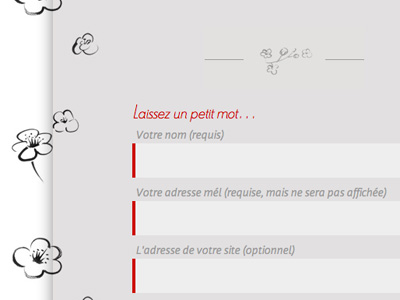 Laissez un petit mot...
Votre nom (requis)
Votre adresse mél (requise, mais ne sera pas affichée)
L'adresse de votre site (optionnel)